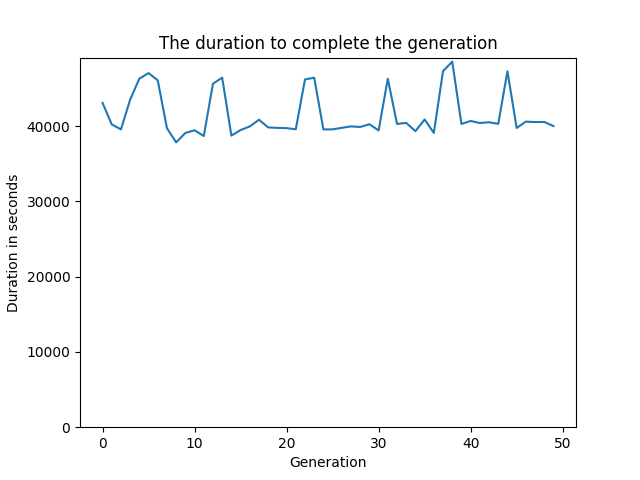 The duration to complete the generation
Duration in seconds
40000
30000
20000
10000
0
0 10 20 30 40 50
Generation